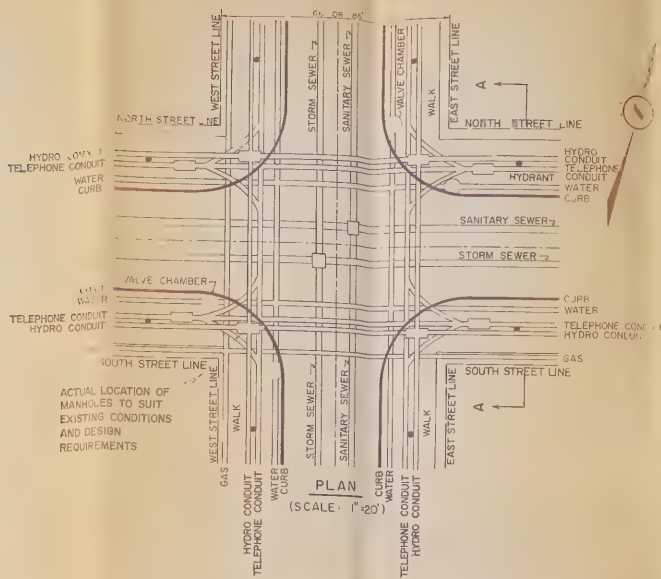 OR 86'
WEST STREET LINE
STORM SEWER
SANITARY SEWER
VALVE CHAMBER
WALK
EAST STREET LINE
A
NORTH STREET LINE
NORTH STREET LINE
HYDRO
TELEPHONE CONDUIT
WATER
CURB
HYDRO
CONDUIT
TELEPHONE
CONDUIT
HYDRANT
WATER
CURB
SANITARY SEWER
STORM SEWER
VALVE CHAMBER
WATER
TELEPHONE CONDUIT
HYDRO CONDUIT
CURB
WATER
TELEPHONE
HYDRO CONDUIT
GAS
SOUTH STREET LINE
SOUTH STREET LINE
ACTUAL LOCATION OF
MANHOLES TO SUIT
EXISTING CONDITIONS
AND DESIGN
REQUIREMENTS
WEST STREET LINE
WALK
STORM SEWER
SANITARY SEWER
WALK
EAST STREET LINE
A
GAS
HYDRO CONDUIT
TELEPHONE CONDUIT
WATER
CURB
PLAN
(SCALE: 1"=20')
CURB
WATER
TELEPHONE CONDUIT
HYDRO CONDUIT